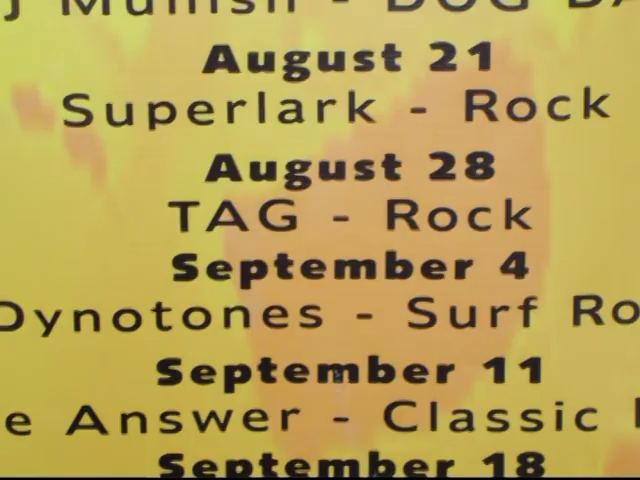 August 21
Superlark - Rock
August 28
TAG - Rock
September 4
Dynotones - Surf
September 11
Answer - Classic
September 18